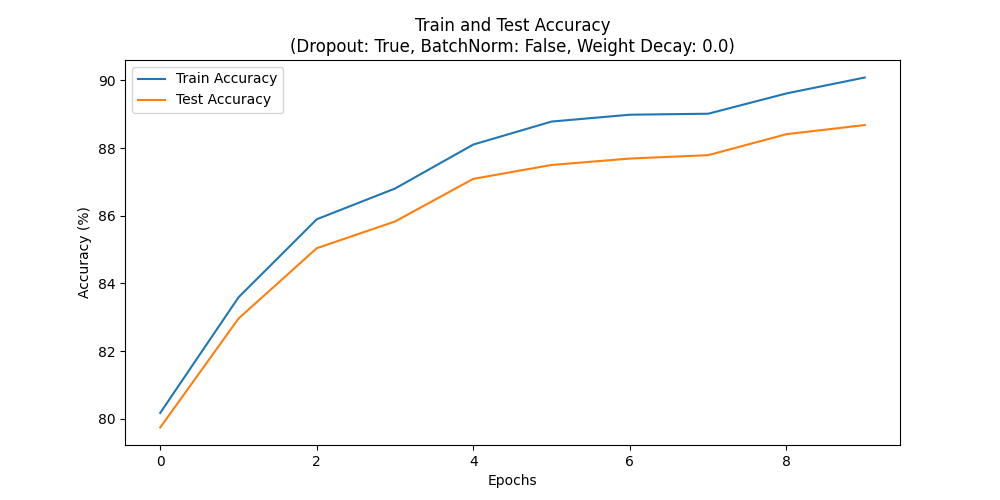 Train and Test Accuracy
(Dropout: True, BatchNorm: False, Weight Decay: 0.0)
Train Accuracy
Test Accuracy
Accuracy (%)
90
88
86
84
82
80
0 2 4 6 8
Epochs